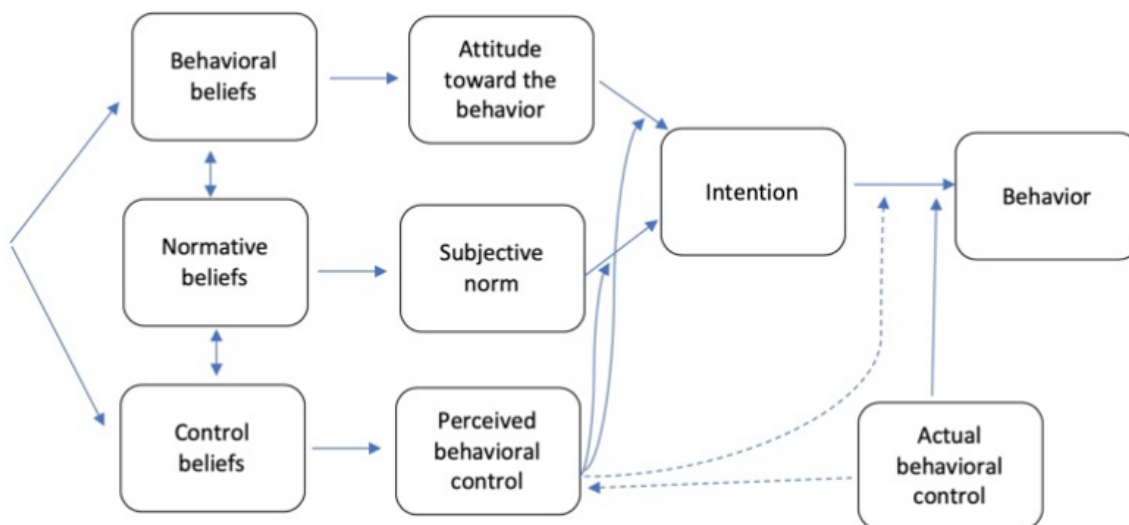 Behavioral
beliefs
Attitude
toward the
behavior
Intention
Behavior
Normative
beliefs
Subjective
norm
Control
beliefs
Perceived
behavioral
control
Actual
behavioral
control